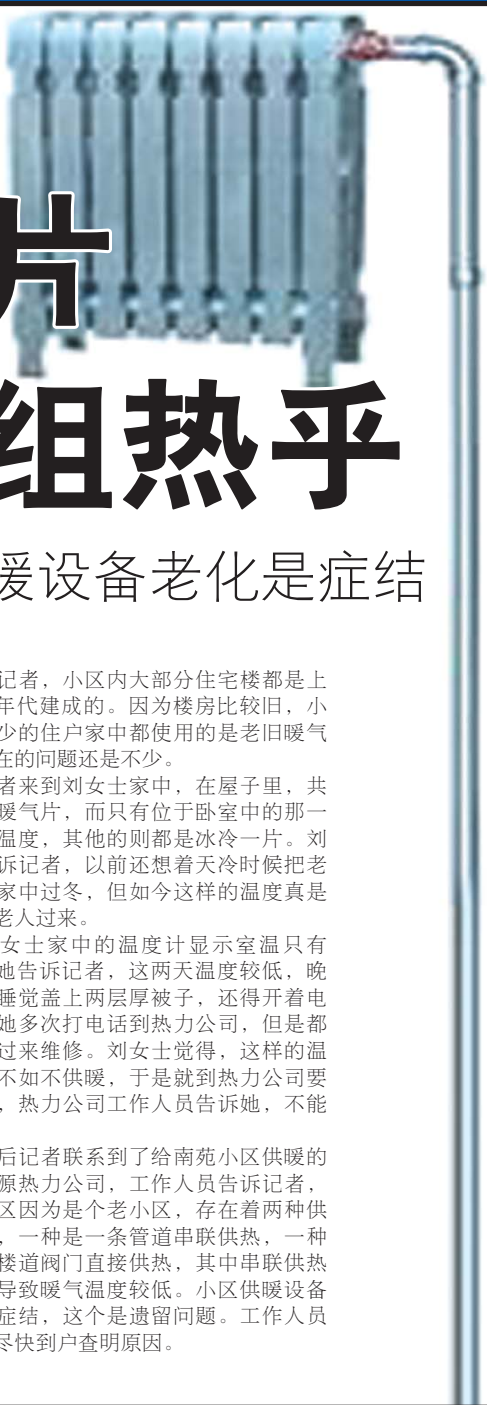 片
组热乎
暖设备老化是症结
记者，小区内大部分住宅楼都是上
年代建成的。因为楼房比较旧，小
少的住户家中都使用的是老旧暖气
在的问题还是不少。
者来到刘女士家中，在屋子里，共
暖气片，而只有位于卧室中的那一
温度，其他的则都是冰冷一片。刘
诉记者，以前还想着天冷时候把老
家中过冬，但如今这样的温度真是
老人过来。
女士家中的温度计显示室温只有
她告诉记者，这两天温度较低，晚
睡觉盖上两层厚被子，还得开着电
她多次打电话到热力公司，但是都
过来维修。刘女士觉得，这样的温
不如不供暖，于是就到热力公司要
，热力公司工作人员告诉她，不能
后记者联系到了给南苑小区供暖的
源热力公司，工作人员告诉记者，
区因为是个老小区，存在着两种供
，一种是一条管道串联供热，一种
楼道阀门直接供热，其中串联供热
导致暖气温度较低。小区供暖设备
症结，这个是遗留问题。工作人员
尽快到户查明原因。